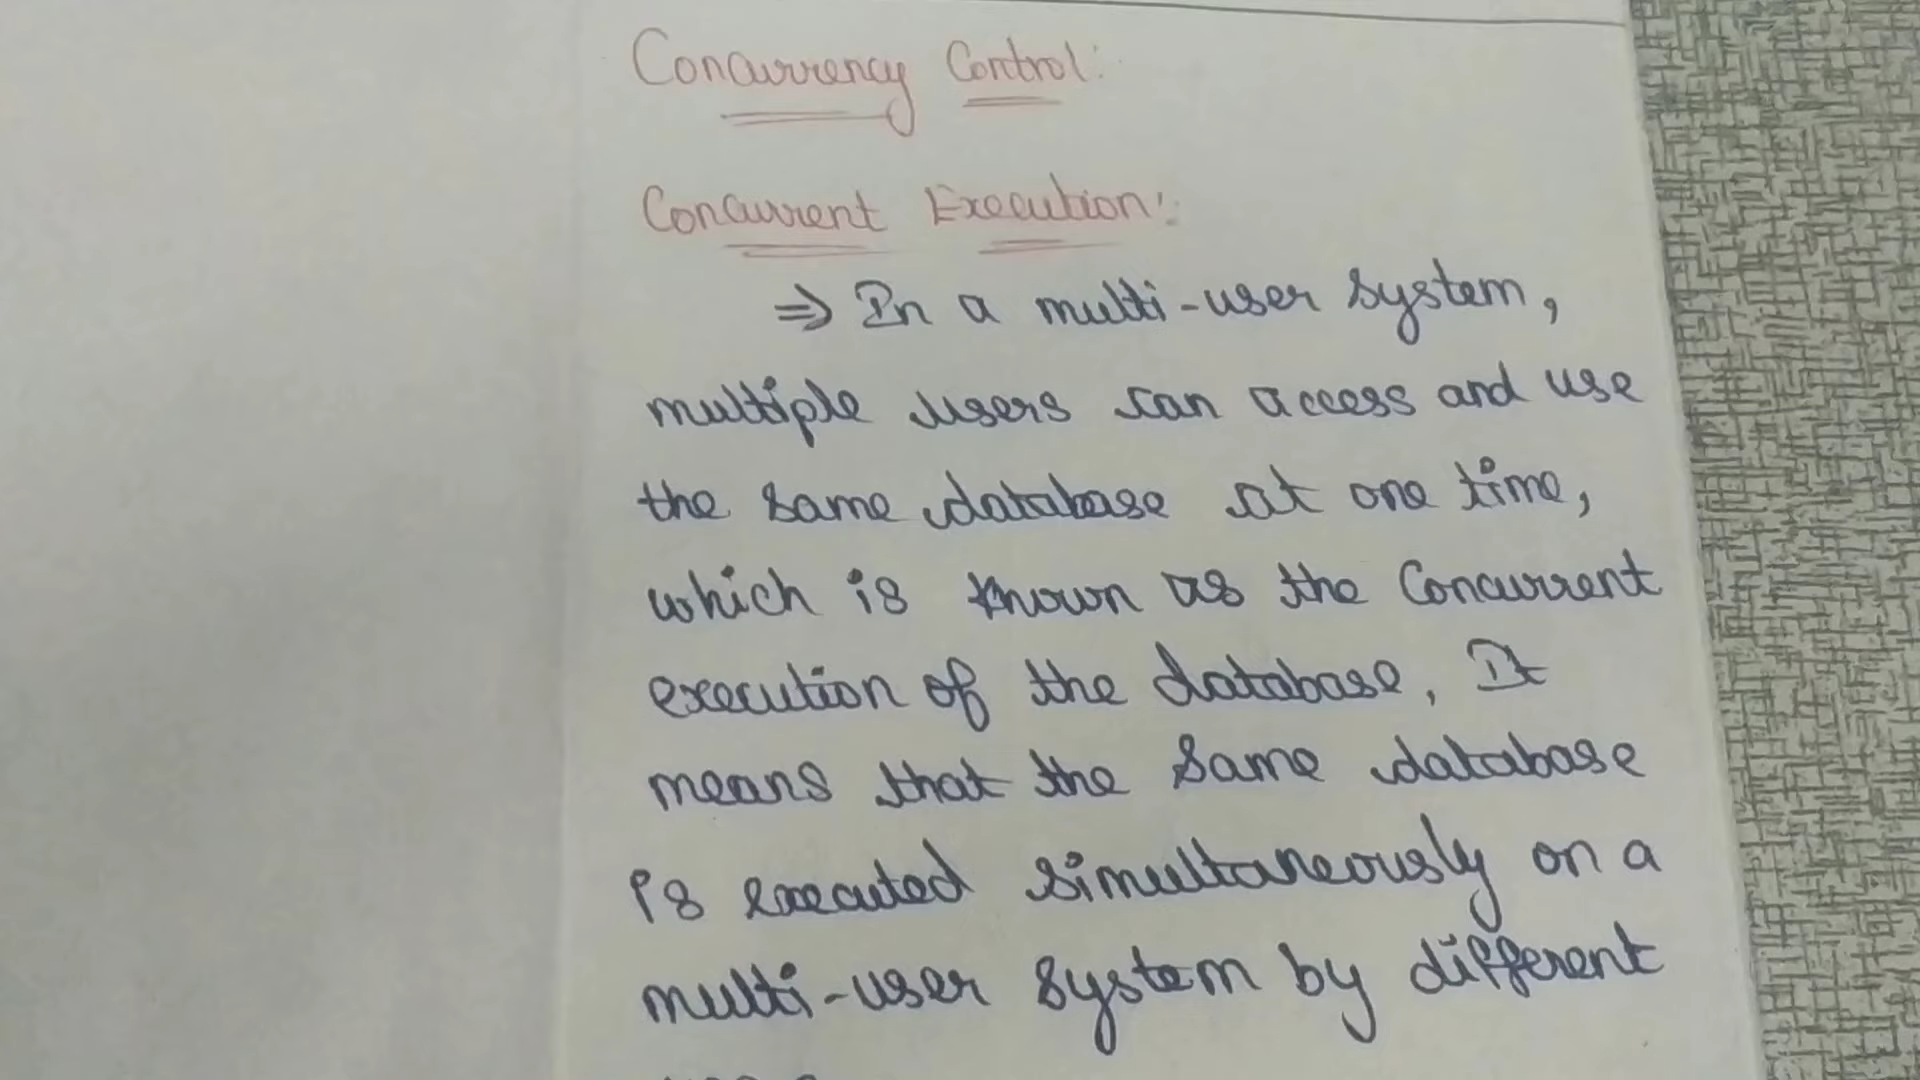 Concurrency Control:
Concurrent Execution:
⇒ In a multi-user system,
multiple users can access and use
the same database at one time,
which is known as the Concurrent
execution of the database, It
means that the same database
is executed simultaneously on a
multi-user system by different